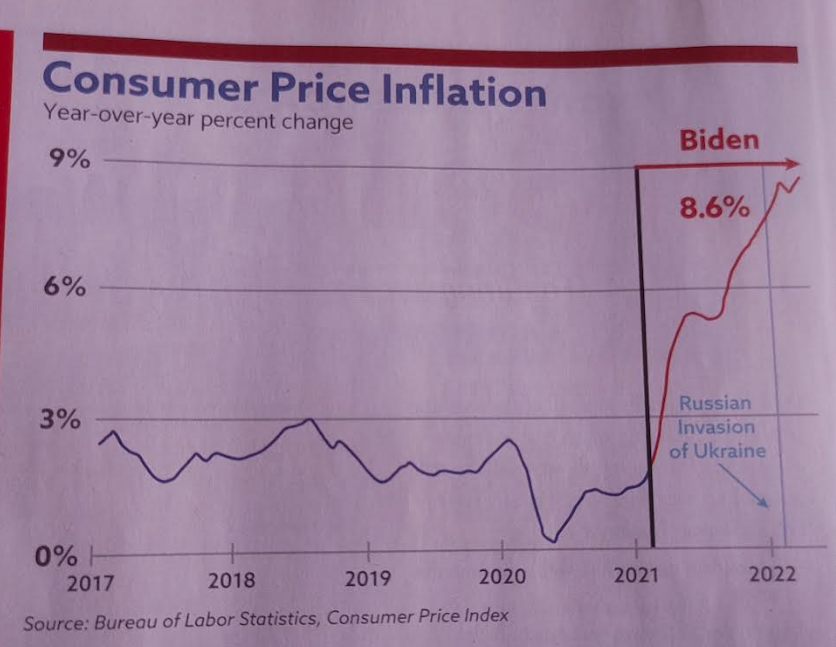 Consumer Price Inflation
Year-over-year percent change
Biden
9%
8.6%
6%
3%
Russian
Invasion
of Ukraine
0%
2017 2018 2019 2020 2021 2022
Source: Bureau of Labor Statistics, Consumer Price Index